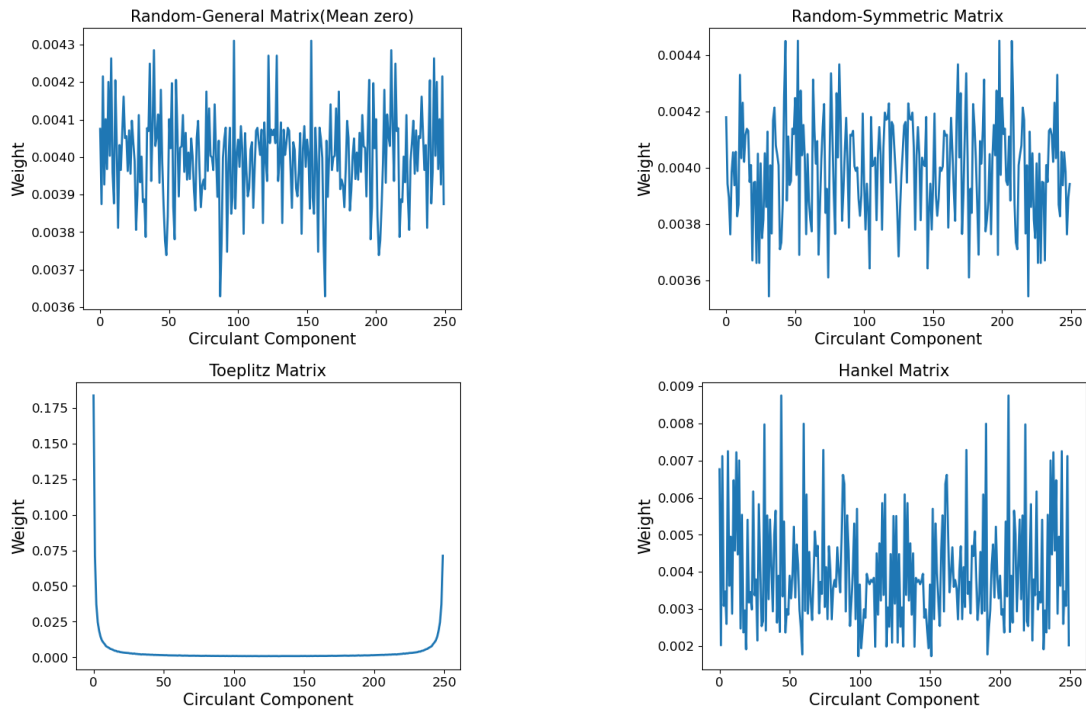 Random-General Matrix(Mean zero)
0.0043
0.0042
0.0041
0.0040
0.0039
0.0038
0.0037
0.0036
Weight
0 50 100 150 200 250
Circulant Component
Random-Symmetric Matrix
0.0044
0.0042
0.0040
0.0038
0.0036
Weight
0 50 100 150 200 250
Circulant Component
Toeplitz Matrix
0.175
0.150
0.125
0.100
0.075
0.050
0.025
0.000
Weight
0 50 100 150 200 250
Circulant Component
Hankel Matrix
0.009
0.008
0.007
0.006
0.005
0.004
0.003
0.002
Weight
0 50 100 150 200 250
Circulant Component